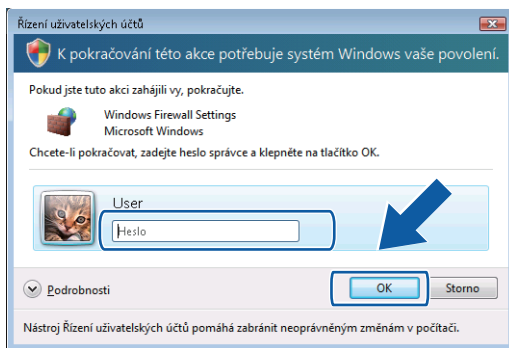 Řízení uživatelských účtů
K pokračování této akce potřebuje systém Windows vaše povolení.
Pokud jste tuto akci zahájili vy, pokračujte.
Windows Firewall Settings
Microsoft Windows
Chcete-li pokračovat, zadejte heslo správce a klepněte na tlačítko OK.
User
Heslo
Podrobnosti
OK Storno
Nástroj Řízení uživatelských účtů pomáhá zabránit neoprávněným změnám v počítači.